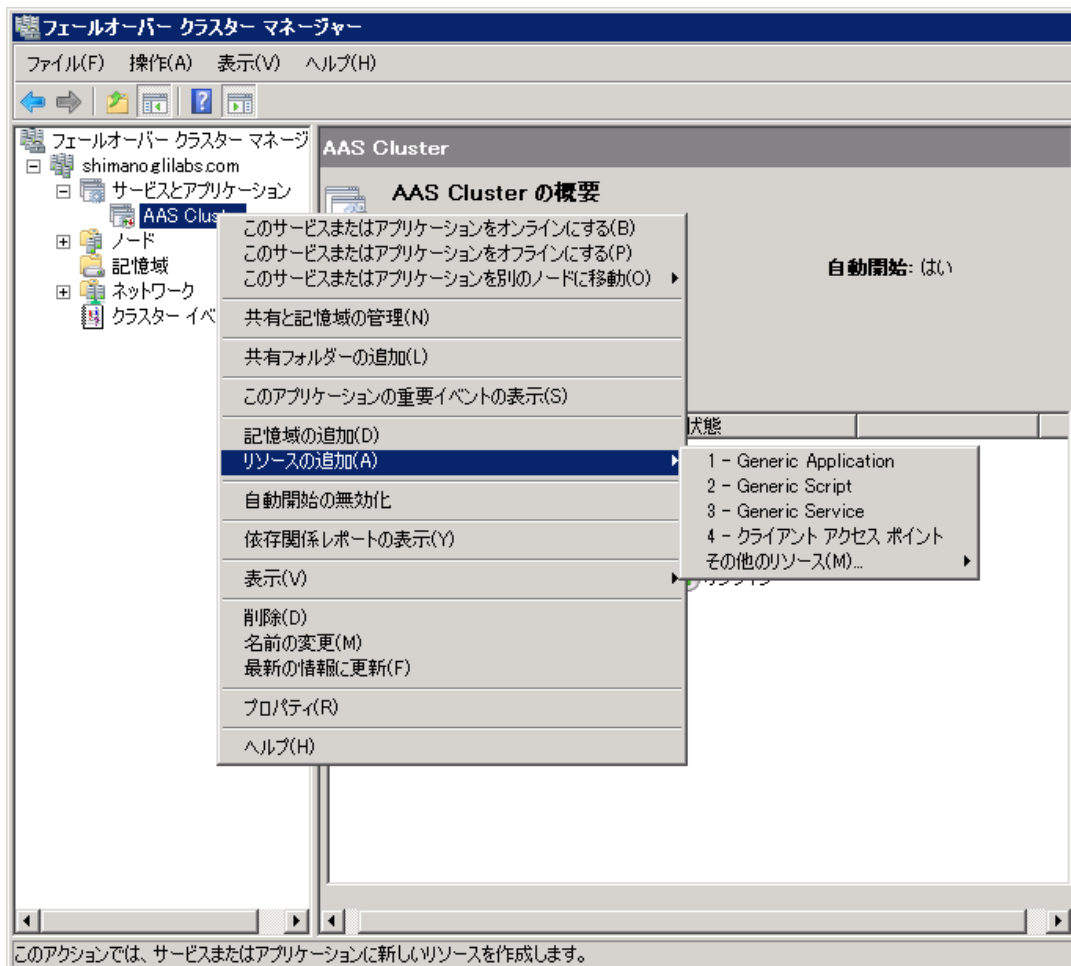 フェールオーバー クラスター マネージャー
ファイル(F) 操作(A) 表示(V) ヘルプ(H)
フェールオーバー クラスター マネージ
shimano.glilabs.com
サービスとアプリケーション
AAS Clus
ノード
記憶域
ネットワーク
クラスター イベ
AAS Cluster
AAS Cluster の概要
自動開始: はい
状態
このサービスまたはアプリケーションをオンラインにする(B)
このサービスまたはアプリケーションをオフラインにする(P)
このサービスまたはアプリケーションを別のノードに移動(O)
共有と記憶域の管理(N)
共有フォルダーの追加(L)
このアプリケーションの重要イベントの表示(S)
記憶域の追加(D)
リソースの追加(A)
自動開始の無効化
依存関係レポートの表示(Y)
表示(V)
削除(D)
名前の変更(M)
最新の情報に更新(F)
プロパティ(R)
ヘルプ(H)
1 - Generic Application
2 - Generic Script
3 - Generic Service
4 - クライアント アクセス ポイント
その他のリソース(M)...
このアクションでは、サービスまたはアプリケーションに新しいリソースを作成します。